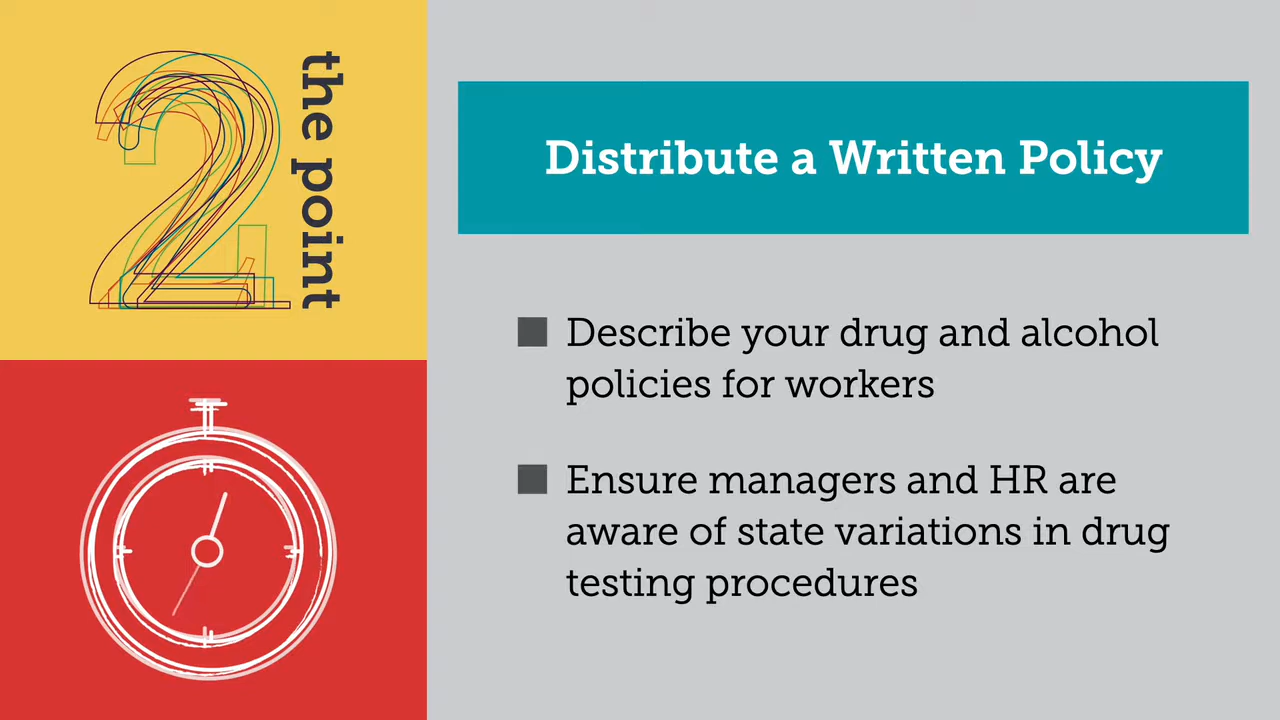 2
the point
Distribute a Written Policy
Describe your drug and alcohol
policies for workers
Ensure managers and HR are
aware of state variations in drug
testing procedures